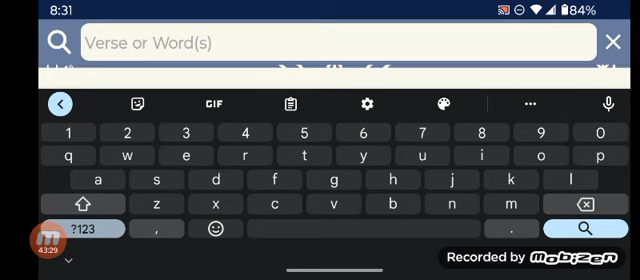 8:31 84%
Verse or Word(s)
GIF
1 2 3 4 5 6 7 8 9 0
q w e r t y u i o p
a s d f g h j k l
z x c v b n m
?123 , .
43:29
Recorded by MOBIZEN